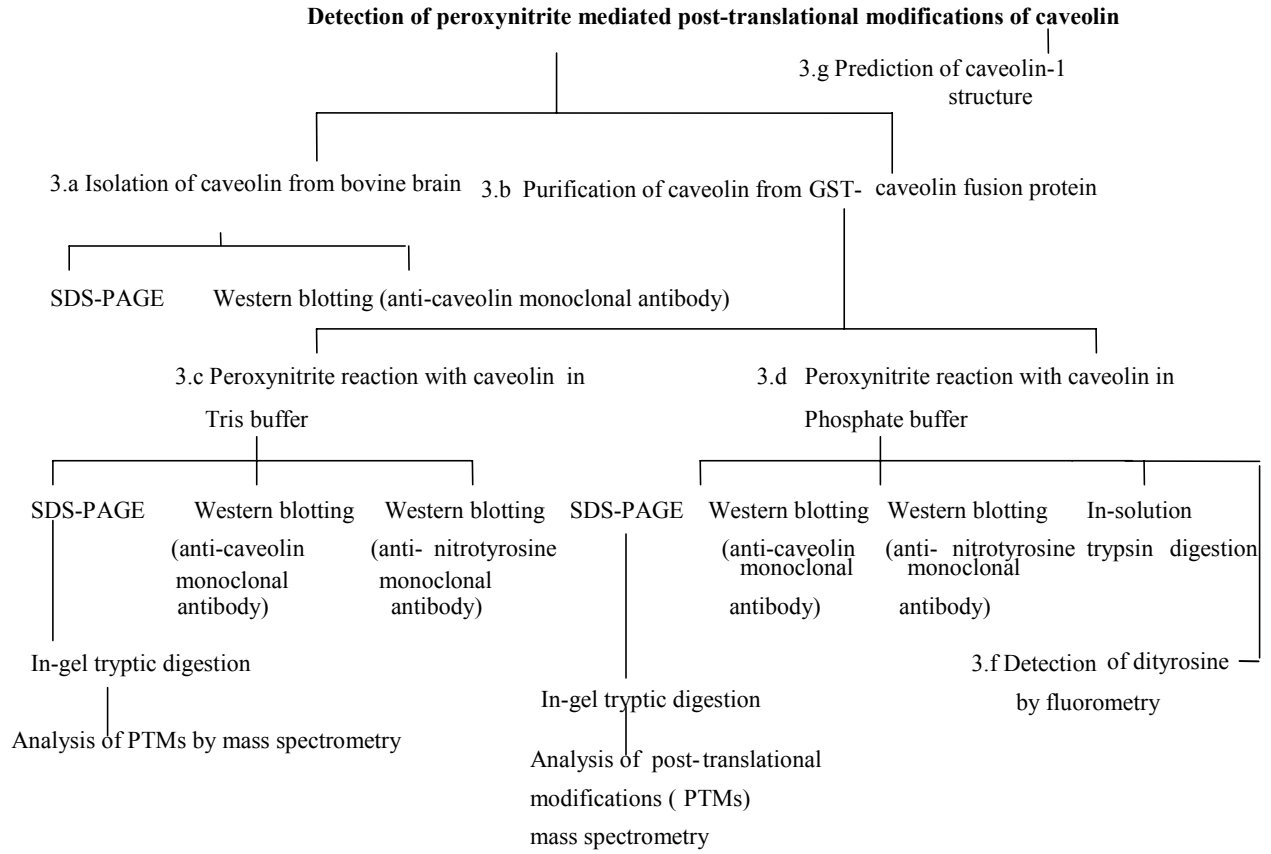 Detection of peroxynitrite mediated post-translational modifications of caveolin
3.g Prediction of caveolin-1
structure
3.a Isolation of caveolin from bovine brain
3.b Purification of caveolin from GST- caveolin fusion protein
SDS-PAGE
Western blotting (anti-caveolin monoclonal antibody)
3.c Peroxynitrite reaction with caveolin in
Tris buffer
3.d Peroxynitrite reaction with caveolin in
Phosphate buffer
SDS-PAGE
Western blotting
(anti-caveolin
monoclonal
antibody)
Western blotting
(anti- nitrotyrosine
monoclonal
antibody)
SDS-PAGE
Western blotting
(anti-caveolin
monoclonal
antibody)
Western blotting
(anti- nitrotyrosine
monoclonal
antibody)
In-solution
trypsin digestion
In-gel tryptic digestion
Analysis of PTMs by mass spectrometry
In-gel tryptic digestion
Analysis of post-translational
modifications ( PTMs)
mass spectrometry
3.f Detection of dityrosine
by fluorometry